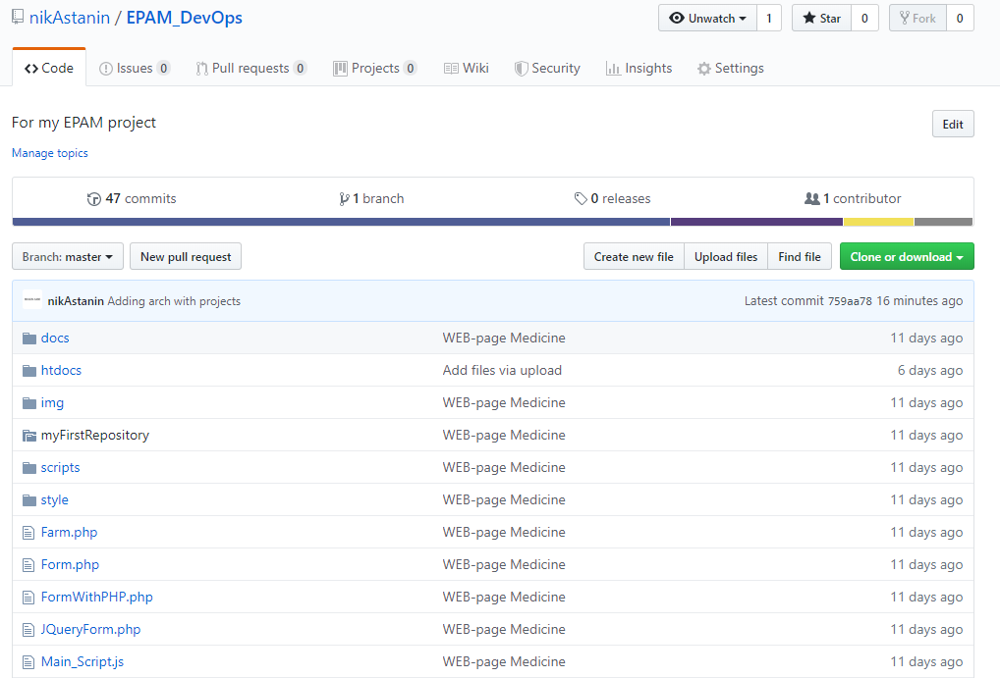 nikAstanin / EPAM_DevOps Unwatch 1 Star 0 Fork 0
Code Issues 0 Pull requests 0 Projects 0 Wiki Security Insights Settings
For my EPAM project Edit
Manage topics
47 commits 1 branch 0 releases 1 contributor
Branch: master New pull request Create new file Upload files Find file Clone or download
nikAstanin Adding arch with projects Latest commit 759aa78 16 minutes ago
docs WEB-page Medicine 11 days ago
htdocs Add files via upload 6 days ago
img WEB-page Medicine 11 days ago
myFirstRepository WEB-page Medicine 11 days ago
scripts WEB-page Medicine 11 days ago
style WEB-page Medicine 11 days ago
Farm.php WEB-page Medicine 11 days ago
Form.php WEB-page Medicine 11 days ago
FormWithPHP.php WEB-page Medicine 11 days ago
JQueryForm.php WEB-page Medicine 11 days ago
Main_Script.js WEB-page Medicine 11 days ago